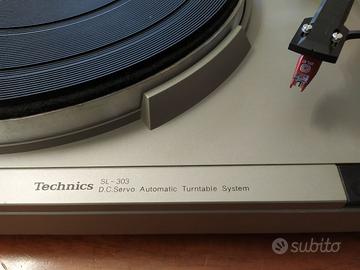 Technics SL-303
D.C.Servo Automatic Turntable System
subito